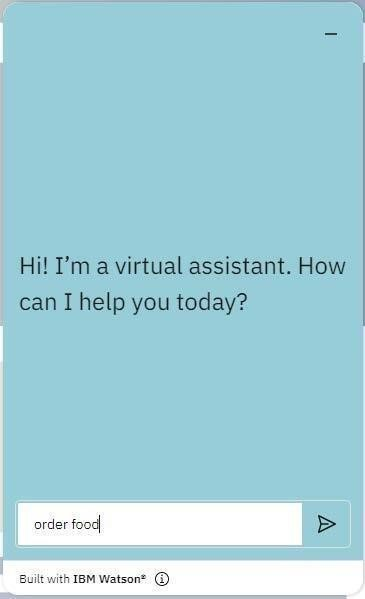 Hi! I’m a virtual assistant. How
can I help you today?
order food
Built with IBM Watson®